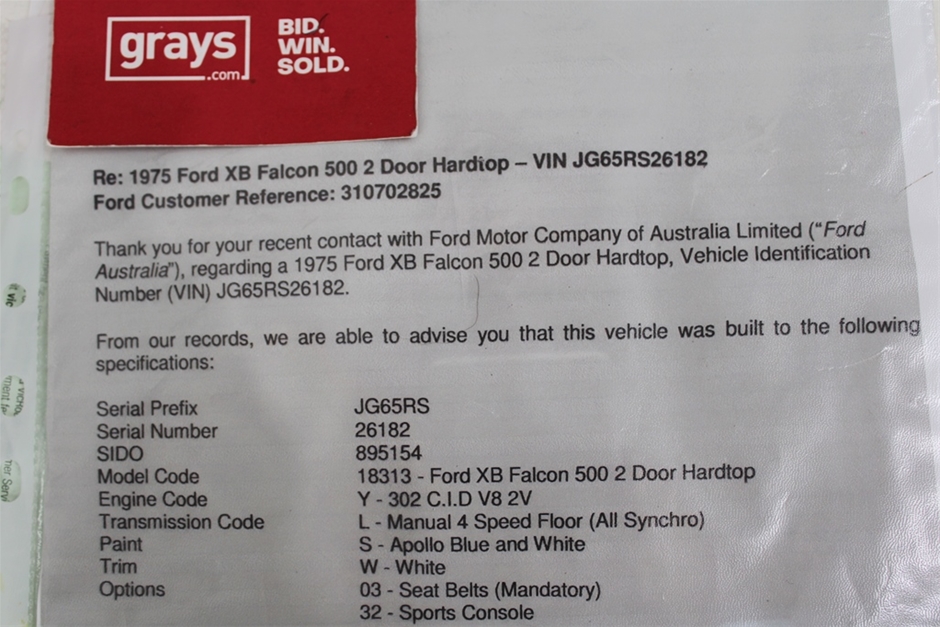 grays
.com
BID.
WIN.
SOLD.
Re: 1975 Ford XB Falcon 500 2 Door Hardtop – VIN JG65RS26182
Ford Customer Reference: 310702825
Thank you for your recent contact with Ford Motor Company of Australia Limited ("Ford
Australia"), regarding a 1975 Ford XB Falcon 500 2 Door Hardtop, Vehicle Identification
Number (VIN) JG65RS26182.
From our records, we are able to advise you that this vehicle was built to the following
specifications:
Serial Prefix JG65RS
Serial Number 26182
SIDO 895154
Model Code 18313 - Ford XB Falcon 500 2 Door Hardtop
Engine Code Y - 302 C.I.D V8 2V
Transmission Code L - Manual 4 Speed Floor (All Synchro)
Paint S - Apollo Blue and White
Trim W - White
Options 03 - Seat Belts (Mandatory)
32 - Sports Console